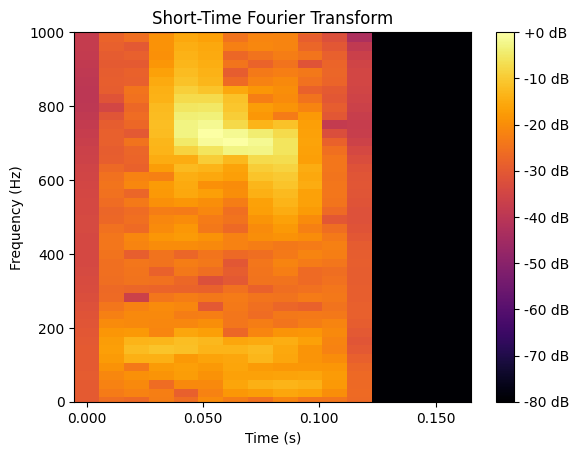 Short-Time Fourier Transform
Frequency (Hz)
1000
800
600
400
200
0
0.000
0.050
0.100
0.150
Time (s)
+0 dB
-10 dB
-20 dB
-30 dB
-40 dB
-50 dB
-60 dB
-70 dB
-80 dB